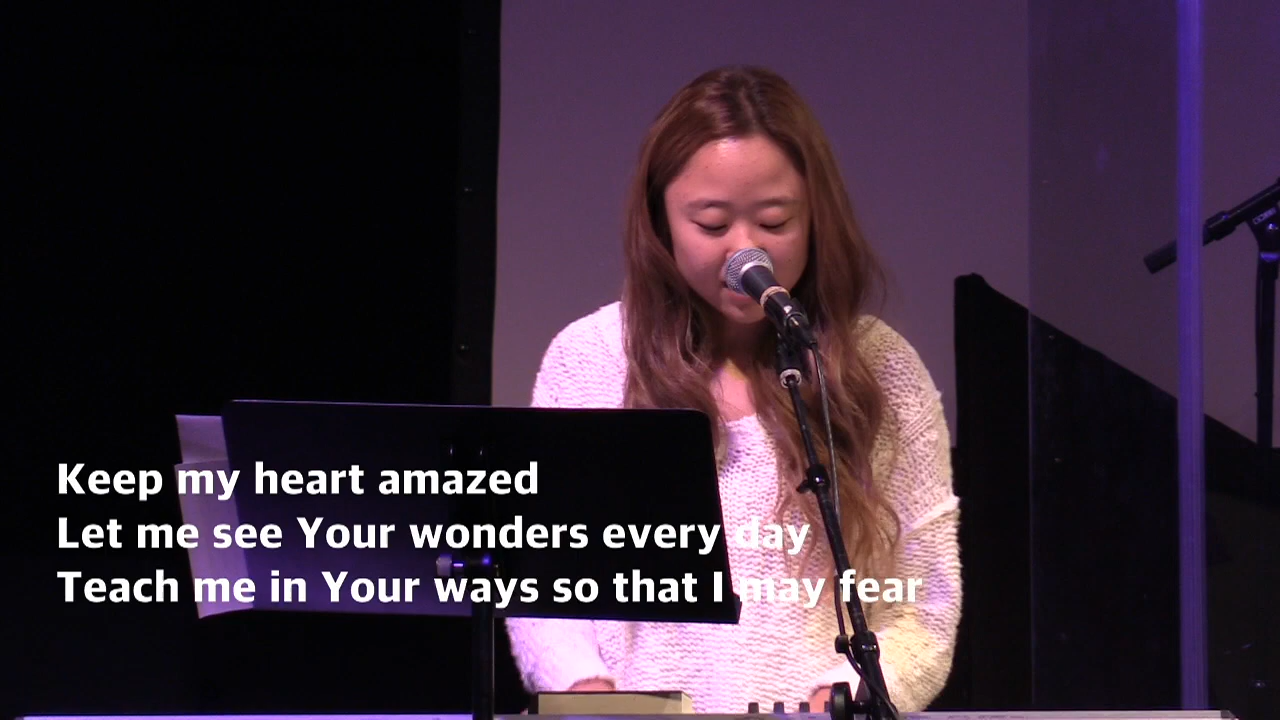 Keep my heart amazed
Let me see Your wonders every day
Teach me in Your ways so that I may fear